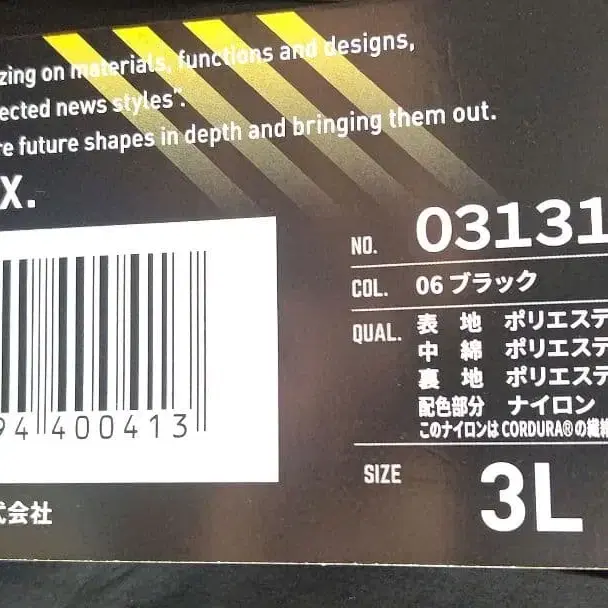 zing on materials, functions and designs,
ected news styles".
re future shapes in depth and bringing them out.
X.
NO. 03131
COL. 06 ブラック
QUAL. 表 地 ポリエステ
中 綿 ポリエステ
裏 地 ポリエステ
配色部分 ナイロン
このナイロンはCORDURA®の繊維
94 400413
SIZE 3L
式会社